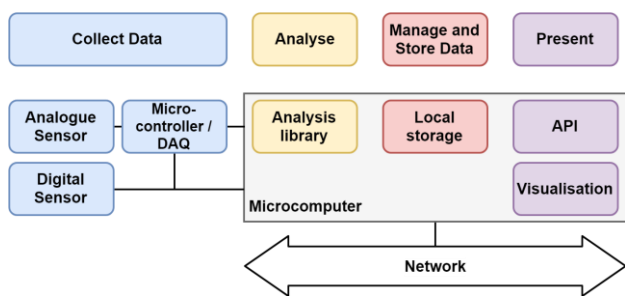 Collect Data
Analyse
Manage and
Store Data
Present
Analogue
Sensor
Micro-
controller /
DAQ
Analysis
library
Local
storage
API
Digital
Sensor
Visualisation
Microcomputer
Network